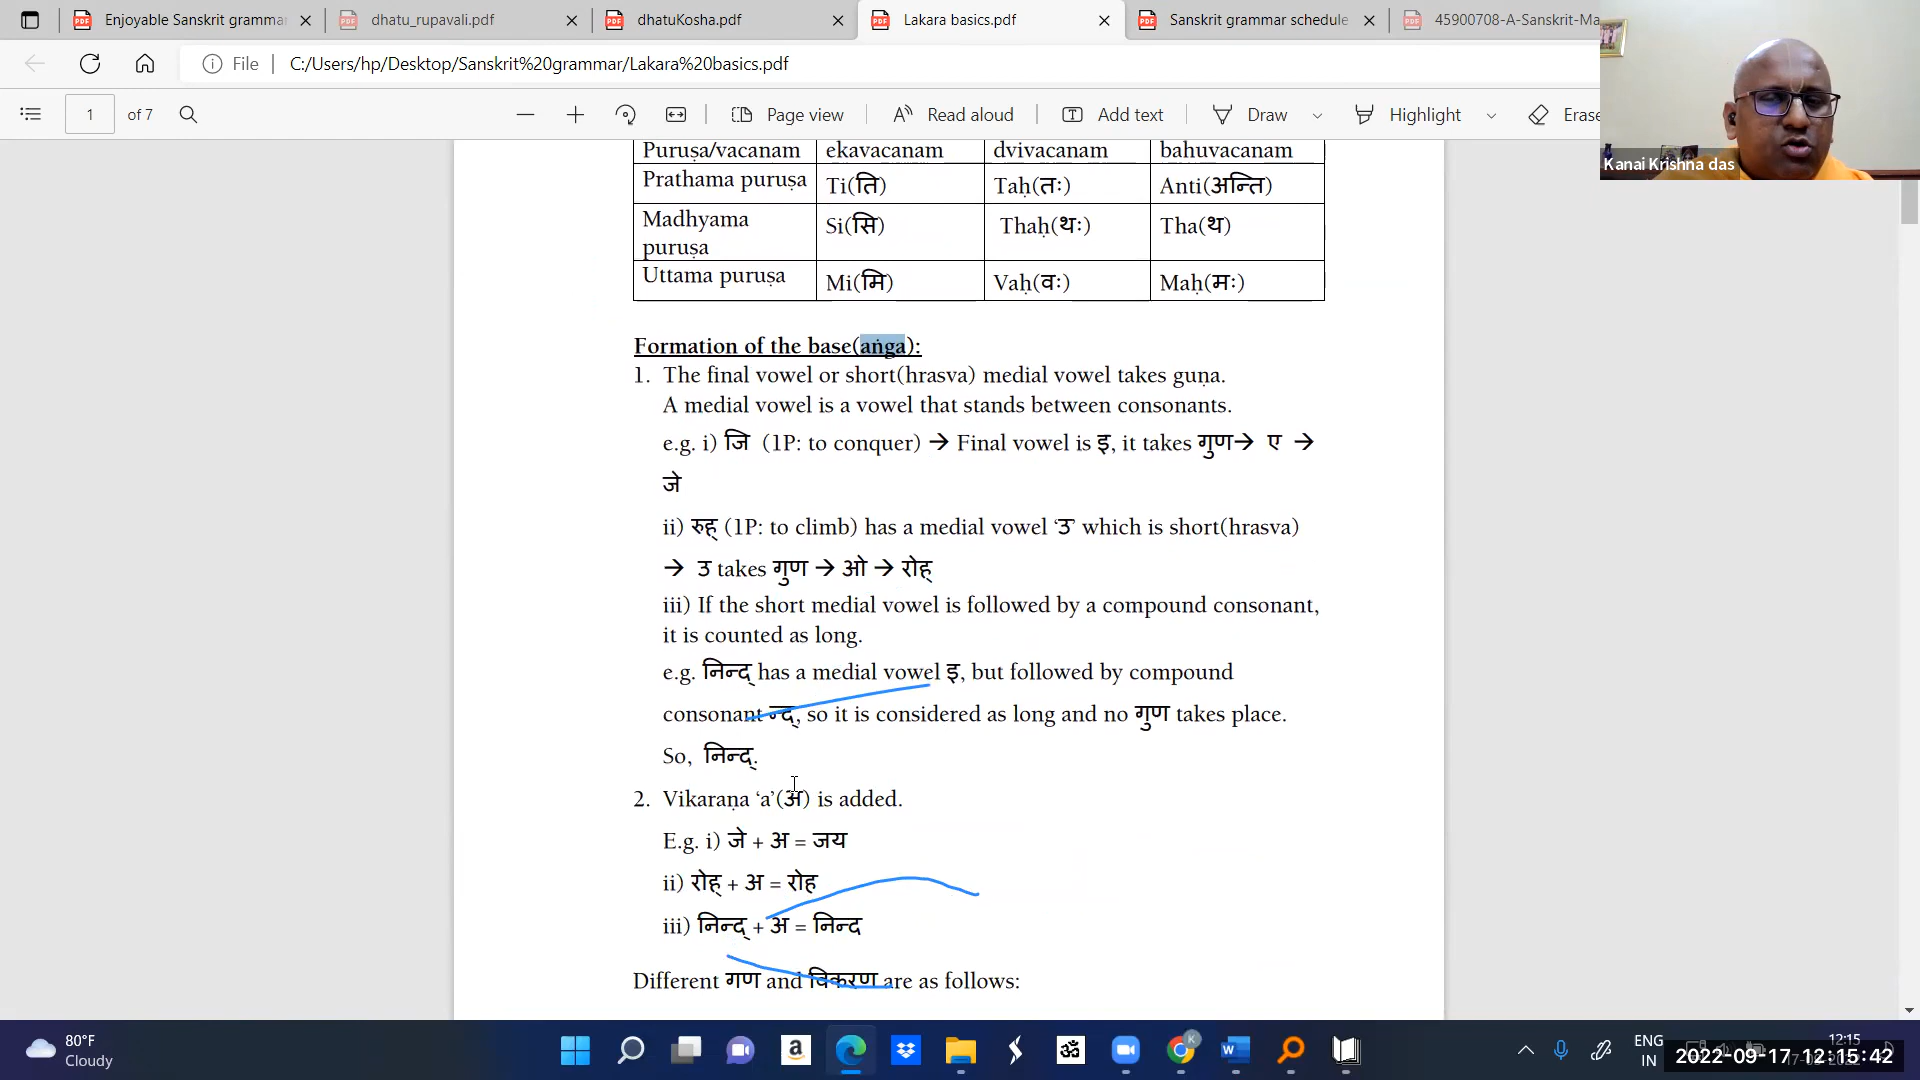 Enjoyable Sanskrit gramma
dhatu_rupavali.pdf
dhatuKosha.pdf
Lakara basics.pdf
Sanskrit grammar schedule
45900708-A-Sanskrit-Ma
File
C:/Users/hp/Desktop/Sanskrit%20grammar/Lakara%20basics.pdf
1 of 7
Page view
Read aloud
Add text
Draw
Highlight
Erase
Kanai Krishna das
Puruṣa/vacanam ekavacanam dvivacanam bahuvacanam
Prathama puruṣa Ti(ति) Taḥ(तः) Anti(अन्ति)
Madhyama puruṣa Si(सि) Thaḥ(थः) Tha(थ)
Uttama puruṣa Mi(मि) Vaḥ(वः) Maḥ(मः)
Formation of the base(aṅga):
1. The final vowel or short(hrasva) medial vowel takes guṇa.
A medial vowel is a vowel that stands between consonants.
e.g. i) जि (1P: to conquer) → Final vowel is इ, it takes गुण→ ए →
जे
ii) रुह् (1P: to climb) has a medial vowel ‘उ’ which is short(hrasva)
→ उ takes गुण → ओ → रोह्
iii) If the short medial vowel is followed by a compound consonant,
it is counted as long.
e.g. निन्द् has a medial vowel इ, but followed by compound
consonant न्द्, so it is considered as long and no गुण takes place.
So, निन्द्.
2. Vikaraṇa ‘a’(अ) is added.
E.g. i) जे + अ = जय
ii) रोह् + अ = रोह
iii) निन्द् + अ = निन्द
Different गण and विकरण are as follows:
80°F
Cloudy
ENG
IN
12:15
2022-09-17 12:15:42